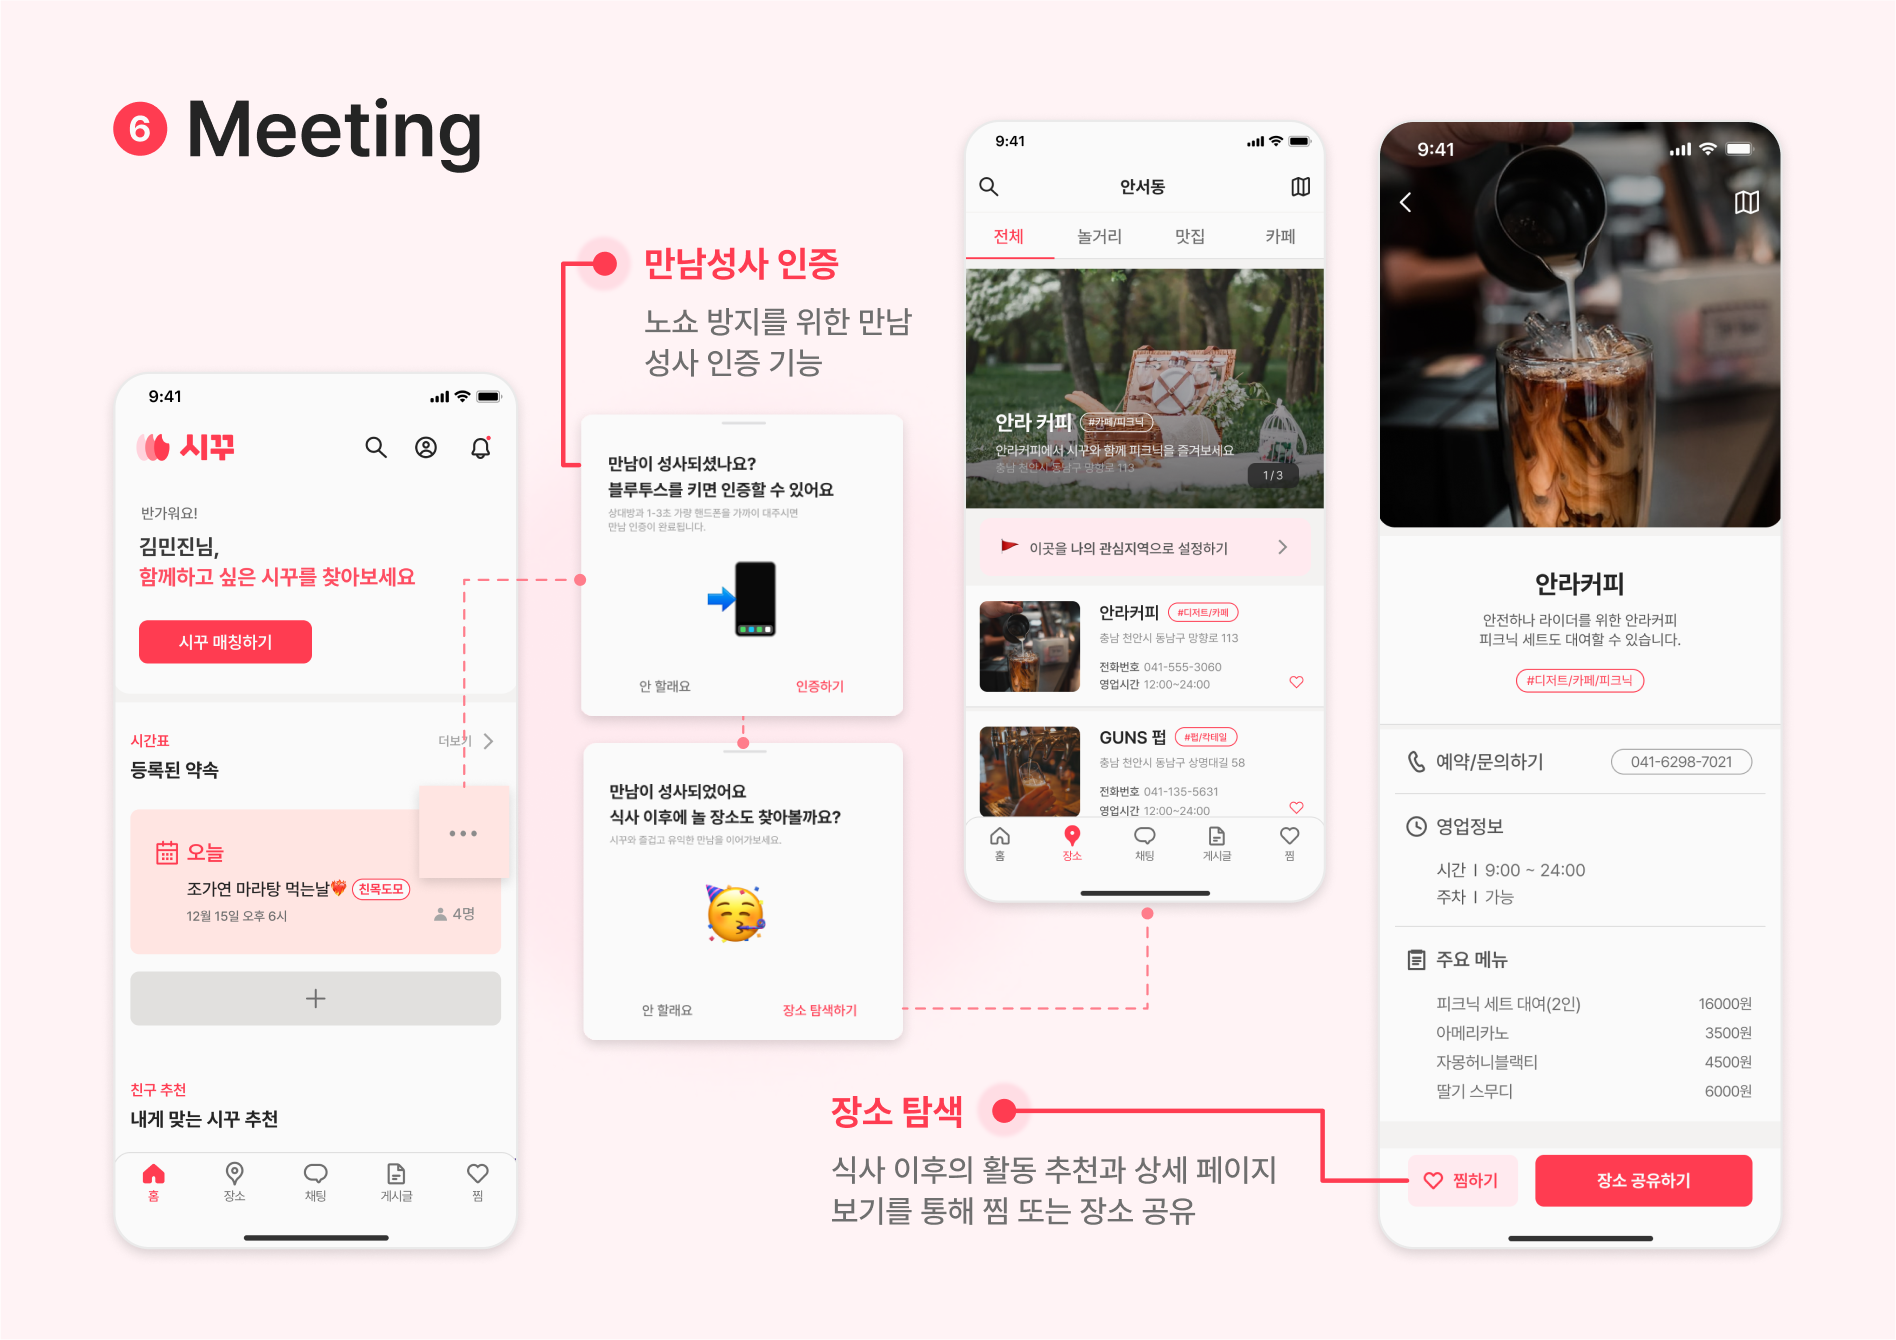 6 Meeting
만남성사 인증
노쇼 방지를 위한 만남
성사 인증 기능
9:41
시꾸
반가워요!
김민진님,
함께하고 싶은 시꾸를 찾아보세요
시꾸 매칭하기
시간표
더보기
등록된 약속
오늘
조가연 마라탕 먹는날 친목도모
12월 15일 오후 6시
4명
친구 추천
내게 맞는 시꾸 추천
홈
장소
채팅
게시글
찜
만남이 성사되셨나요?
블루투스를 키면 인증할 수 있어요
상대방과 1-3초 가량 핸드폰을 가까이 대주시면
만남 인증이 완료됩니다.
안 할래요
인증하기
만남이 성사되었어요
식사 이후에 놀 장소도 찾아볼까요?
시꾸와 즐겁고 유익한 만남을 이어가보세요.
안 할래요
장소 탐색하기
9:41
안서동
전체
놀거리
맛집
카페
안라 커피 #카페/피크닉
안라커피에서 시꾸와 함께 피크닉을 즐겨보세요
충남 천안시 동남구 망향로 113
1/3
이곳을 나의 관심지역으로 설정하기
안라커피 #디저트/카페
충남 천안시 동남구 망향로 113
전화번호 041-555-3060
영업시간 12:00~24:00
GUNS 펍 #펍/칵테일
충남 천안시 동남구 상명대길 58
전화번호 041-135-5631
영업시간 12:00~24:00
홈
장소
채팅
게시글
찜
장소 탐색
식사 이후의 활동 추천과 상세 페이지
보기를 통해 찜 또는 장소 공유
9:41
안라커피
안전하나 라이더를 위한 안라커피
피크닉 세트도 대여할 수 있습니다.
#디저트/카페/피크닉
예약/문의하기
041-6298-7021
영업정보
시간 I 9:00 ~ 24:00
주차 I 가능
주요 메뉴
피크닉 세트 대여(2인) 16000원
아메리카노 3500원
자몽허니블랙티 4500원
딸기 스무디 6000원
찜하기
장소 공유하기